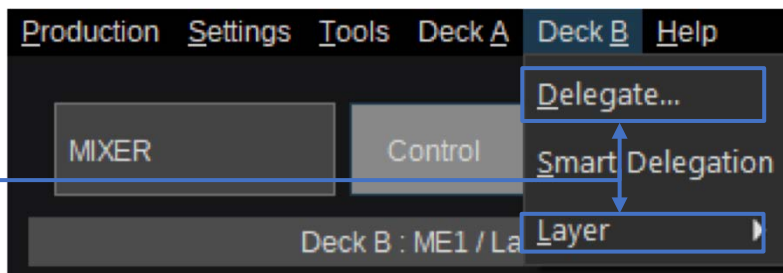 Production Settings Tools Deck A Deck B Help
Delegate...
MIXER Control Smart Delegation
Deck B : ME1 / La Layer